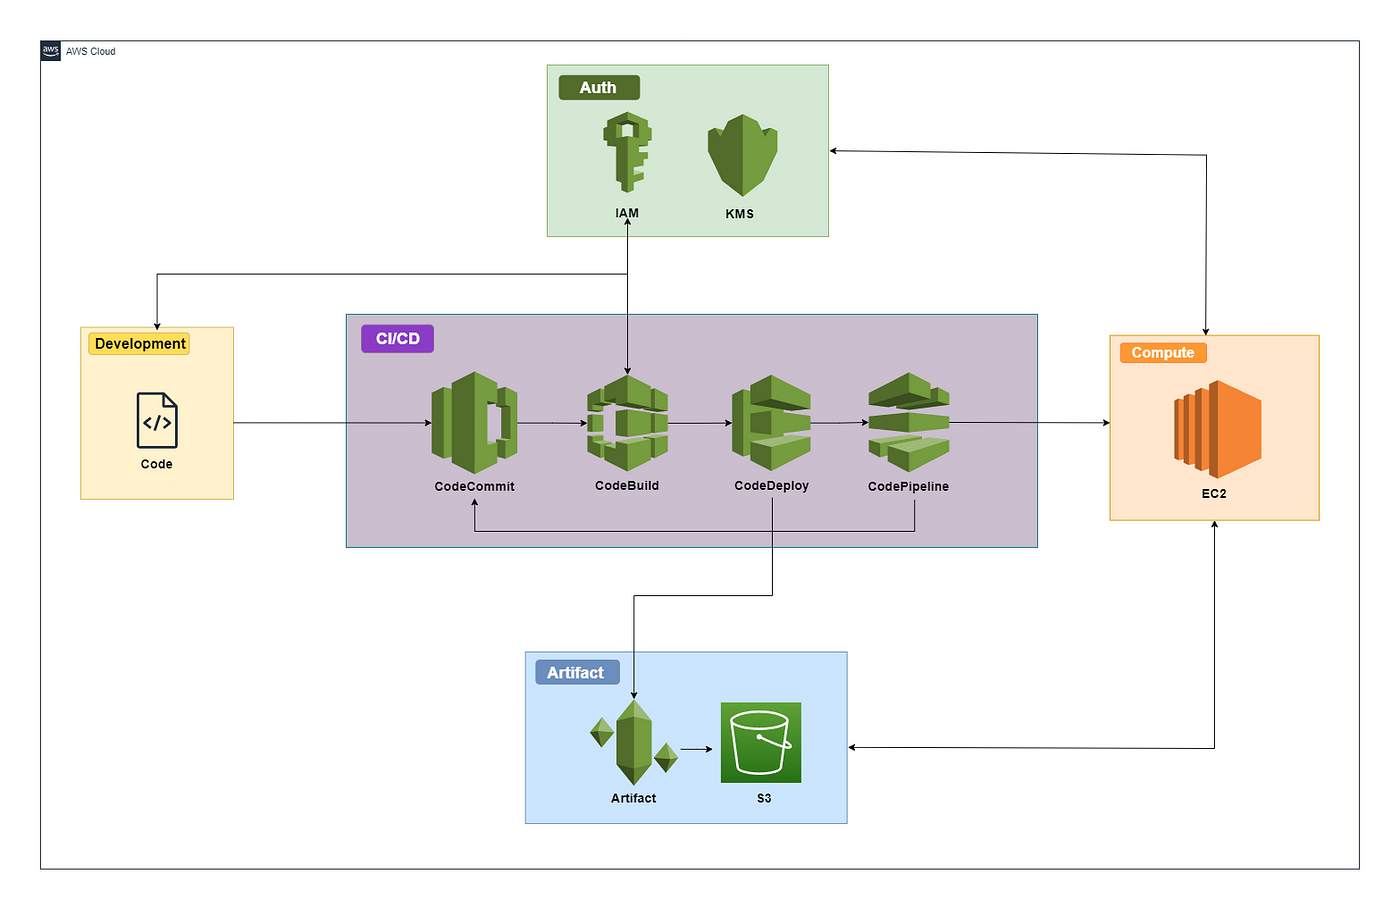 aws
AWS Cloud
Auth
IAM
KMS
Development
</>
Code
CI/CD
CodeCommit
CodeBuild
CodeDeploy
CodePipeline
Compute
EC2
Artifact
Artifact
S3